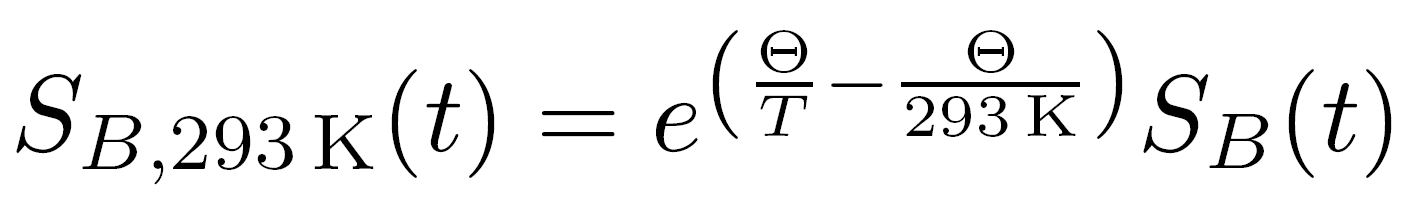 $S_{B,293\,\mathrm{K}}(t) = e^{\left(\frac{\Theta}{T}-\frac{\Theta}{293\,\mathrm{K}}\right)} S_B(t)$